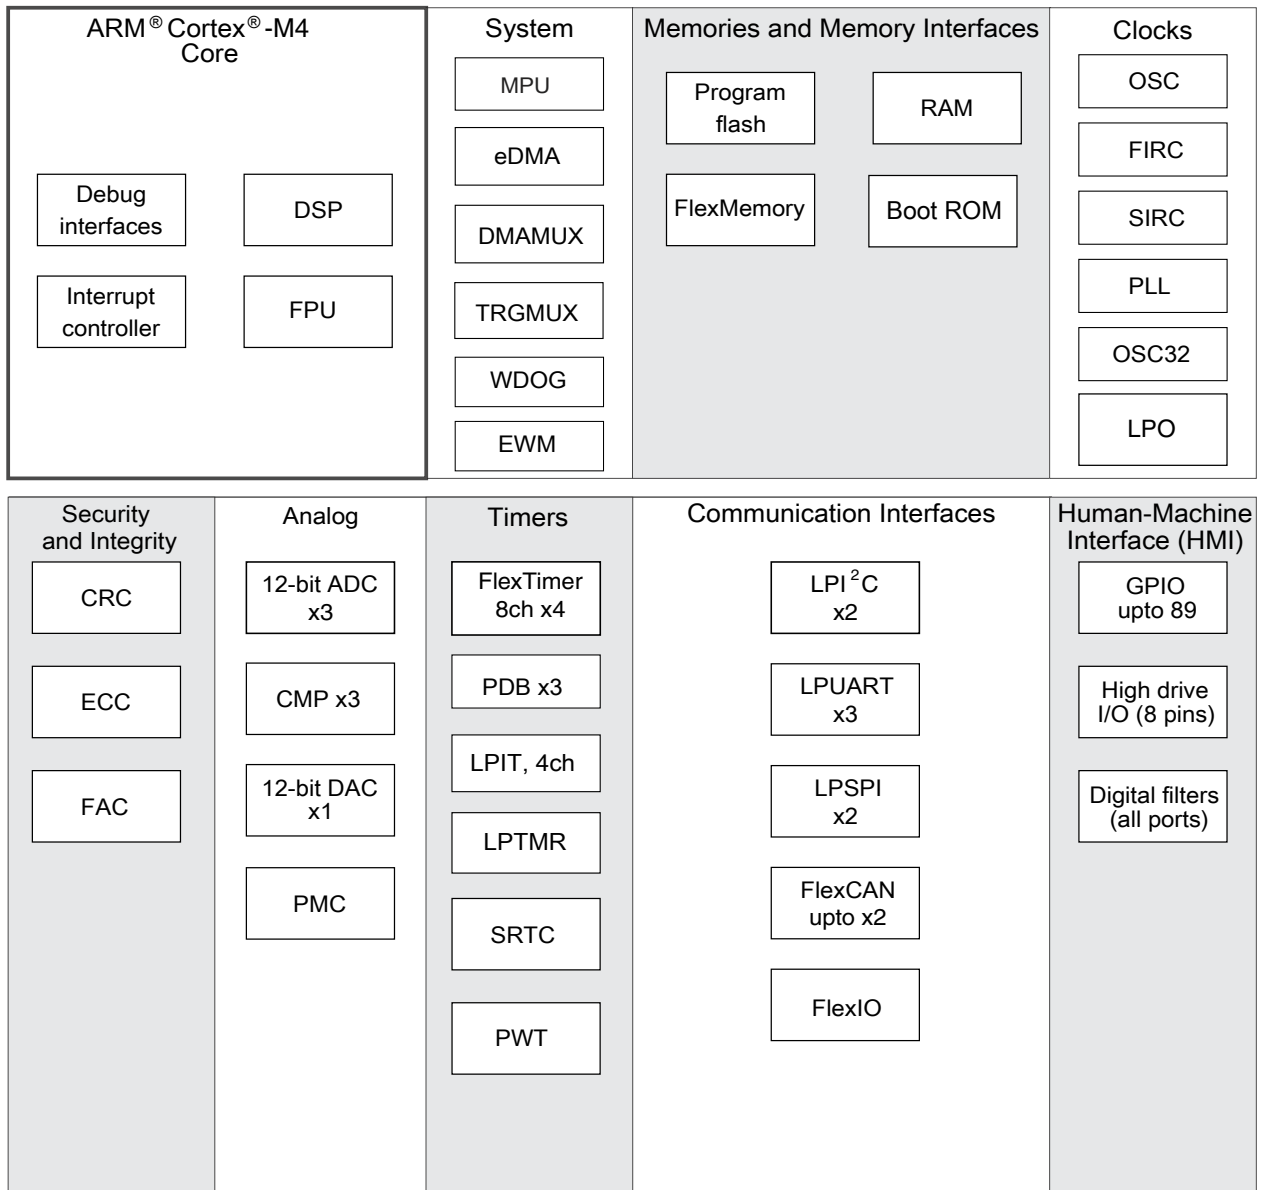 ARM® Cortex®-M4
Core
Debug
interfaces
DSP
Interrupt
controller
FPU
System
MPU
eDMA
DMAMUX
TRGMUX
WDOG
EWM
Memories and Memory Interfaces
Program
flash
RAM
FlexMemory
Boot ROM
Clocks
OSC
FIRC
SIRC
PLL
OSC32
LPO
Security
and Integrity
CRC
ECC
FAC
Analog
12-bit ADC
x3
CMP x3
12-bit DAC
x1
PMC
Timers
FlexTimer
8ch x4
PDB x3
LPIT, 4ch
LPTMR
SRTC
PWT
Communication Interfaces
LPI²C
x2
LPUART
x3
LPSPI
x2
FlexCAN
upto x2
FlexIO
Human-Machine
Interface (HMI)
GPIO
upto 89
High drive
I/O (8 pins)
Digital filters
(all ports)